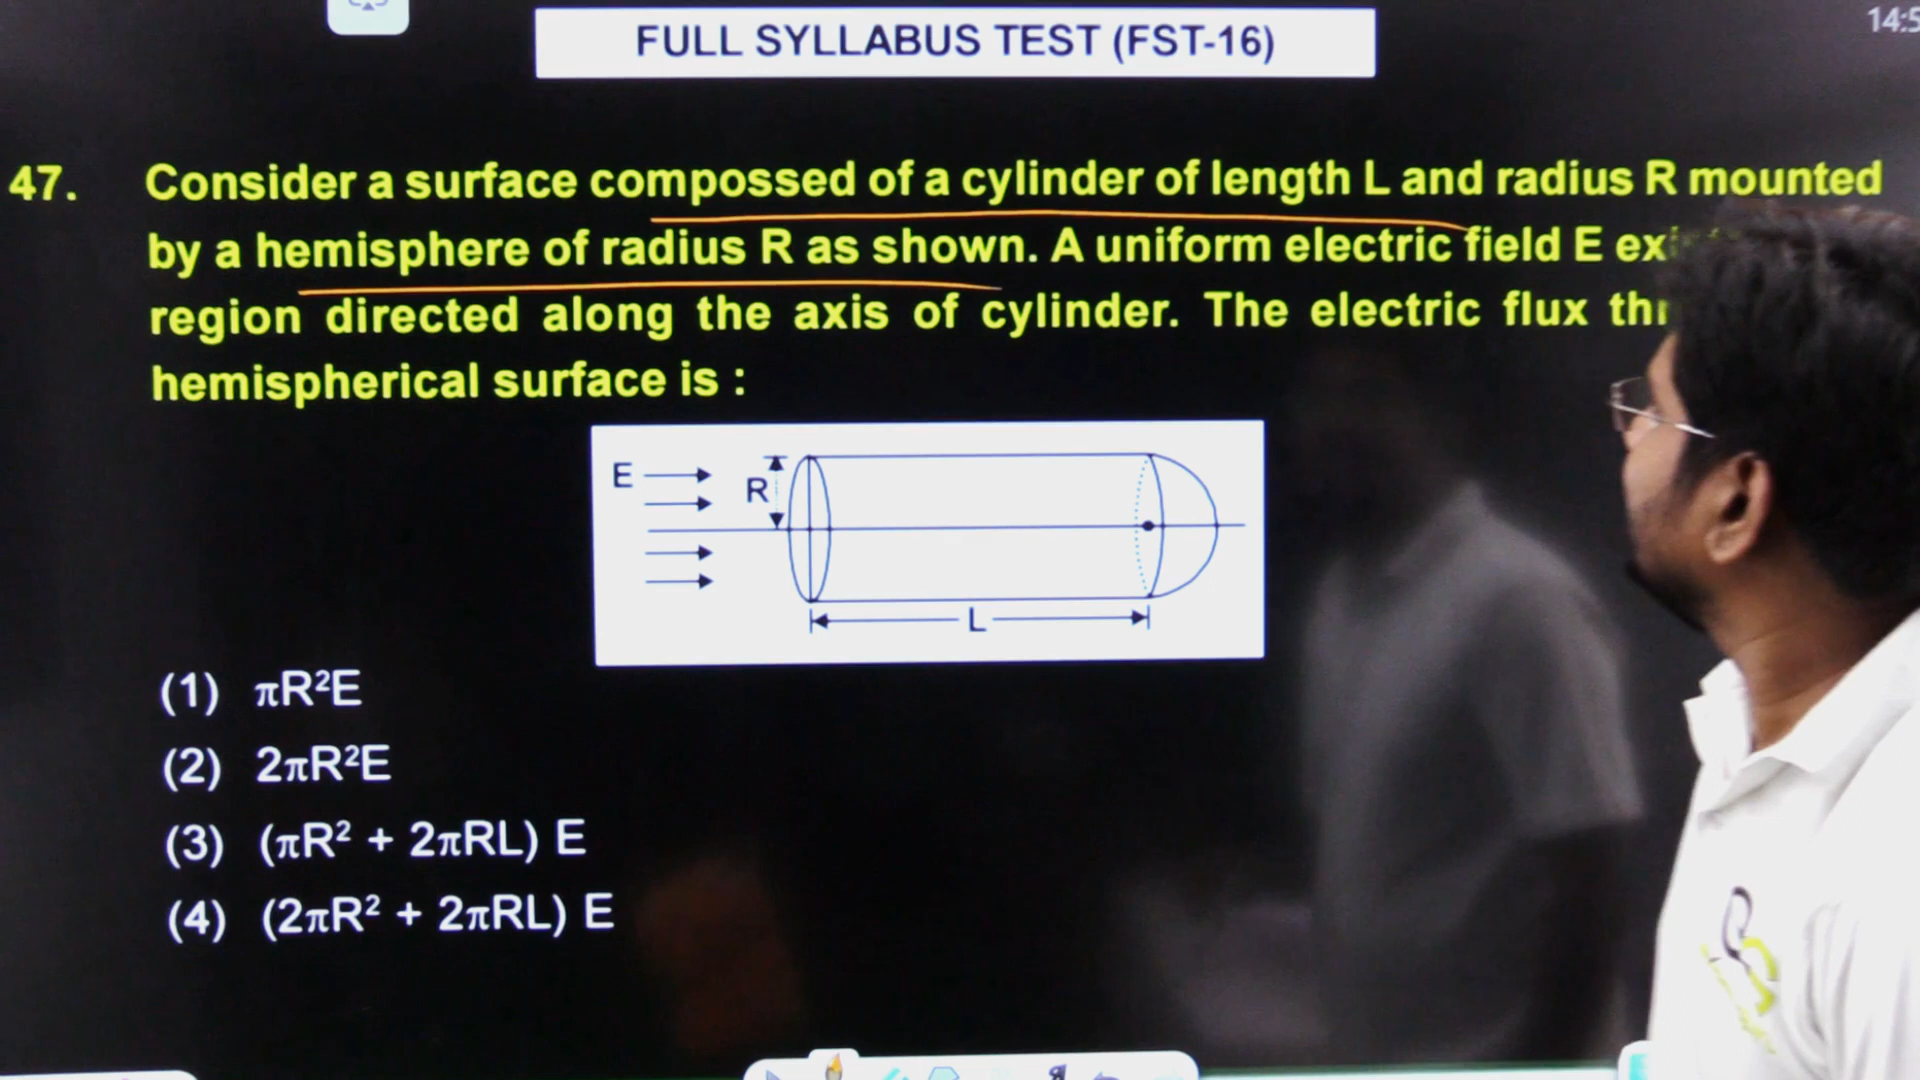 14:5
FULL SYLLABUS TEST (FST-16)
47. Consider a surface compossed of a cylinder of length L and radius R mounted
by a hemisphere of radius R as shown. A uniform electric field E
region directed along the axis of cylinder. The electric flux
hemispherical surface is :
E
R
L
(1) πR²E
(2) 2πR²E
(3) (πR² + 2πRL) E
(4) (2πR² + 2πRL) E